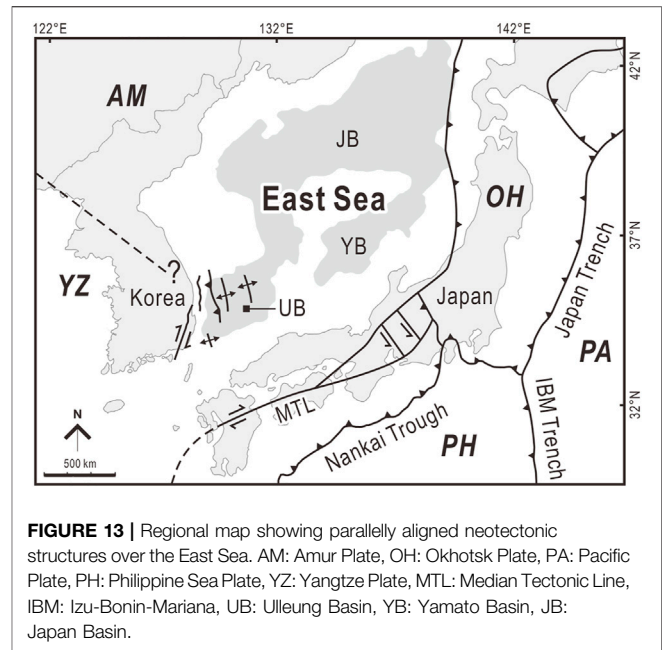 122°E
132°E
142°E
42°N
AM
JB
East Sea
OH
37°N
YB
?
YZ
Korea
Japan
Japan Trench
UB
PA
N
MTL
32°N
IBM Trench
Nankai Trough
PH
500 km
FIGURE 13 | Regional map showing parallelly aligned neotectonic
structures over the East Sea. AM: Amur Plate, OH: Okhotsk Plate, PA: Pacific
Plate, PH: Philippine Sea Plate, YZ: Yangtze Plate, MTL: Median Tectonic Line,
IBM: Izu-Bonin-Mariana, UB: Ulleung Basin, YB: Yamato Basin, JB:
Japan Basin.